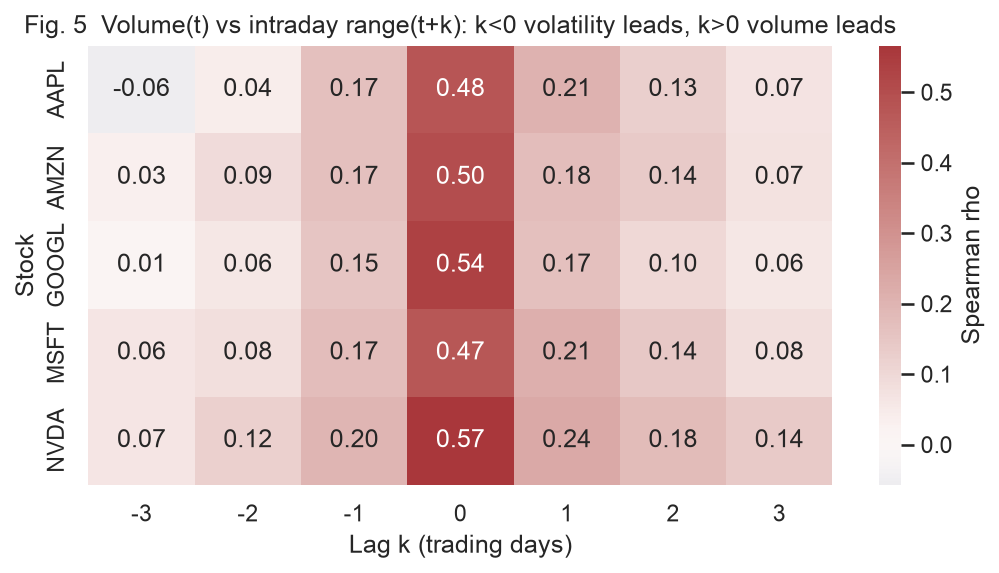 Fig. 5  Volume(t) vs intraday range(t+k): k<0 volatility leads, k>0 volume leads
Stock
AAPL -0.06 0.04 0.17 0.48 0.21 0.13 0.07
AMZN 0.03 0.09 0.17 0.50 0.18 0.14 0.07
GOOGL 0.01 0.06 0.15 0.54 0.17 0.10 0.06
MSFT 0.06 0.08 0.17 0.47 0.21 0.14 0.08
NVDA 0.07 0.12 0.20 0.57 0.24 0.18 0.14
-3 -2 -1 0 1 2 3
Lag k (trading days)
0.5
0.4
0.3
0.2
0.1
0.0
Spearman rho